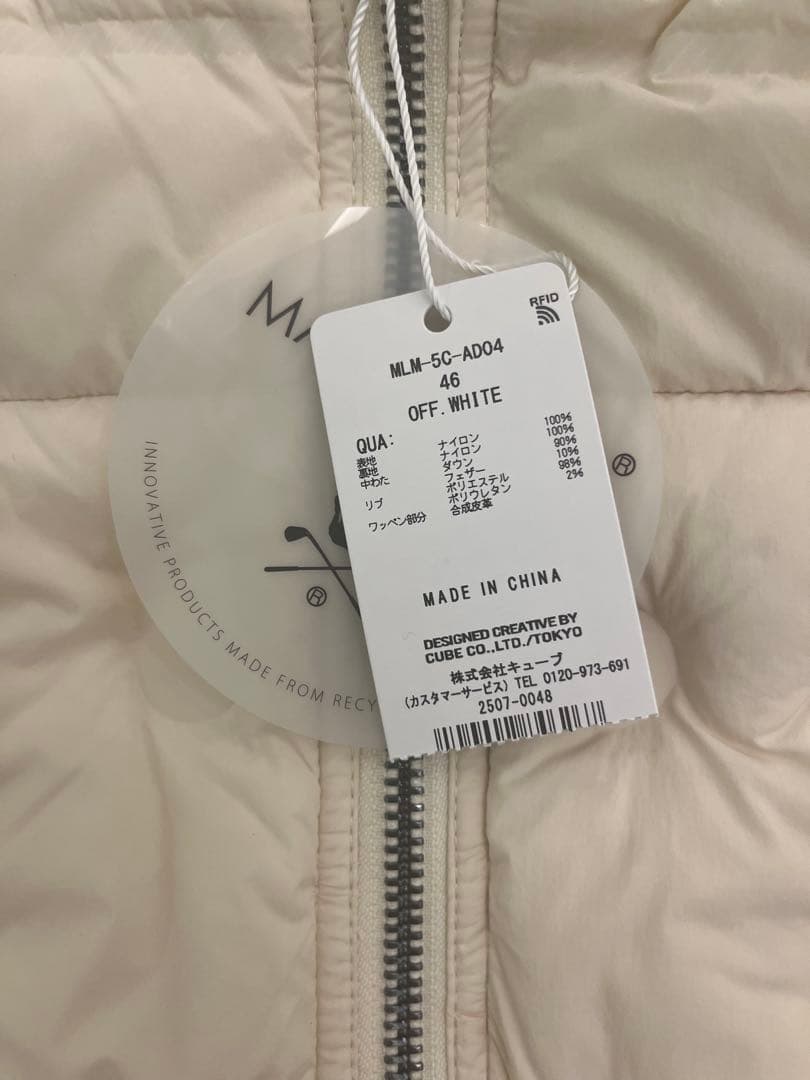 MA
INNOVATIVE PRODUCTS MADE FROM RECY
®
®
RFID
MLM-5C-AD04
46
OFF.WHITE
QUA:
表地 ナイロン 100%
裏地 ナイロン 100%
中わた ダウン 90%
フェザー 10%
リブ ポリエステル 98%
ポリウレタン 2%
ワッペン部分 合成皮革
MADE IN CHINA
DESIGNED CREATIVE BY
CUBE CO.,LTD./TOKYO
株式会社キューブ
(カスタマーサービス) TEL 0120-973-691
2507-0048